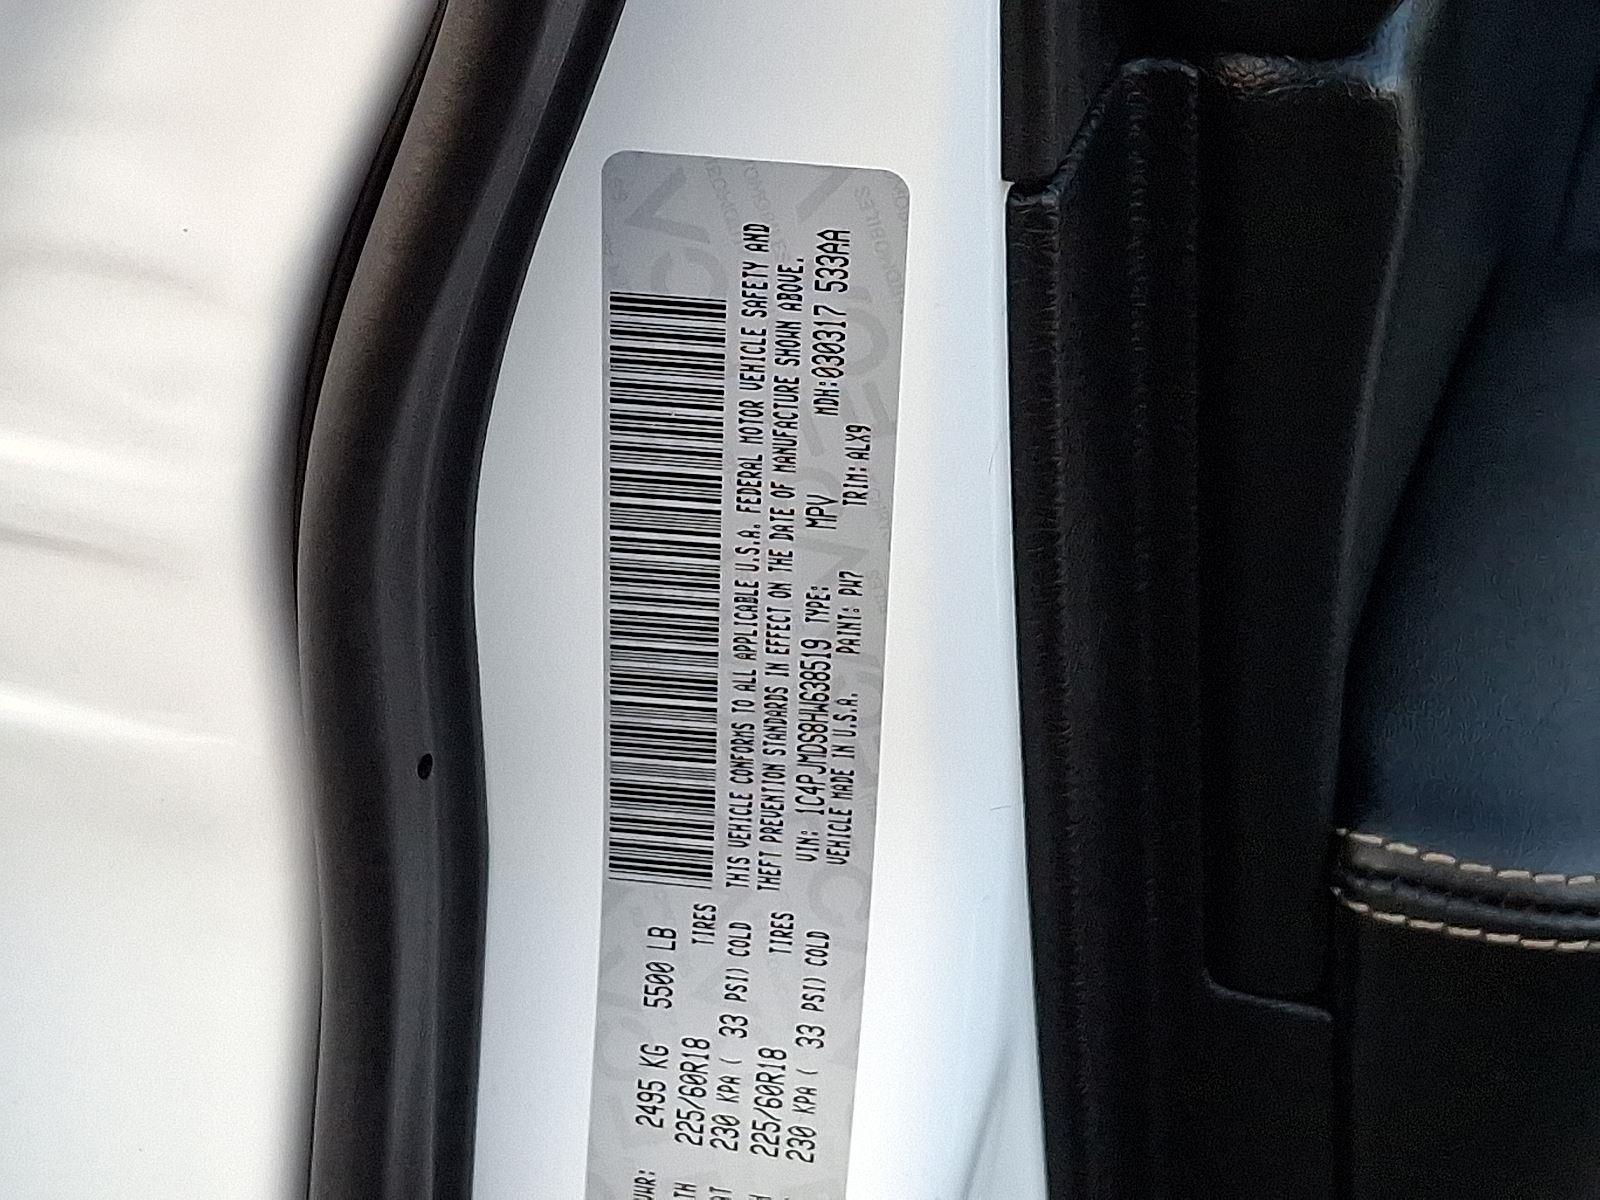 2495 KG 5500 LB
225/60R18 TIRES
230 KPA ( 33 PSI) COLD
225/60R18 TIRES
230 KPA ( 33 PSI) COLD
THIS VEHICLE CONFORMS TO ALL APPLICABLE U.S.A. FEDERAL MOTOR VEHICLE SAFETY AND
THEFT PREVENTION STANDARDS IN EFFECT ON THE DATE OF MANUFACTURE SHOWN ABOVE.
VIN: 1C4PJMDS8HW638519 TYPE: MPV MDH:030317 533AA
VEHICLE MADE IN U.S.A. PAINT: PW7 TRIM:ALX9